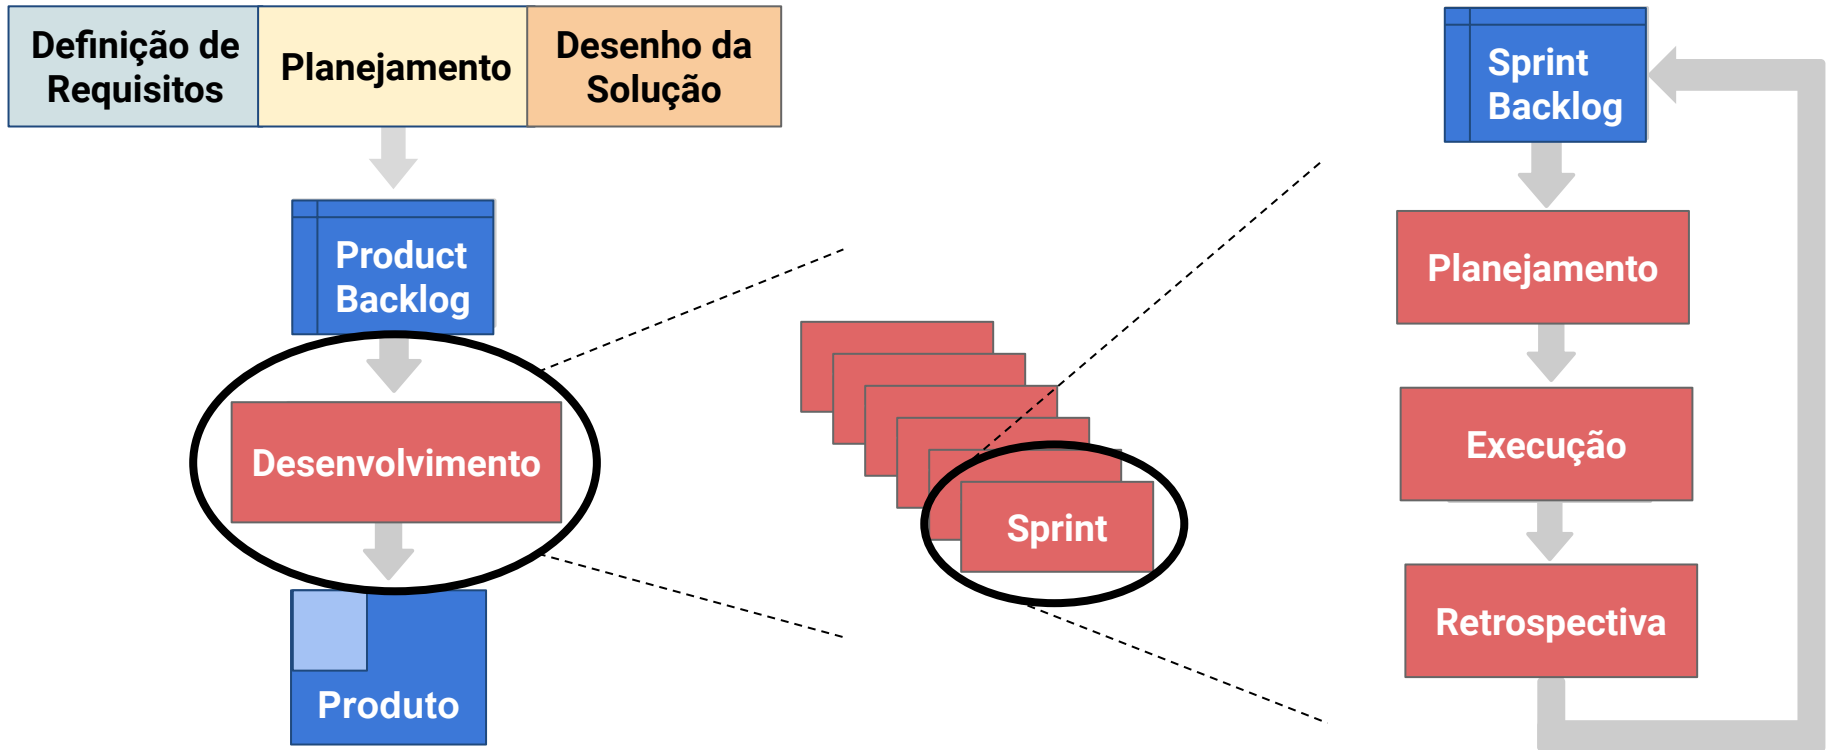 Definição de
Requisitos
Planejamento
Desenho da
Solução
Product
Backlog
Desenvolvimento
Produto
Sprint
Sprint
Backlog
Planejamento
Execução
Retrospectiva